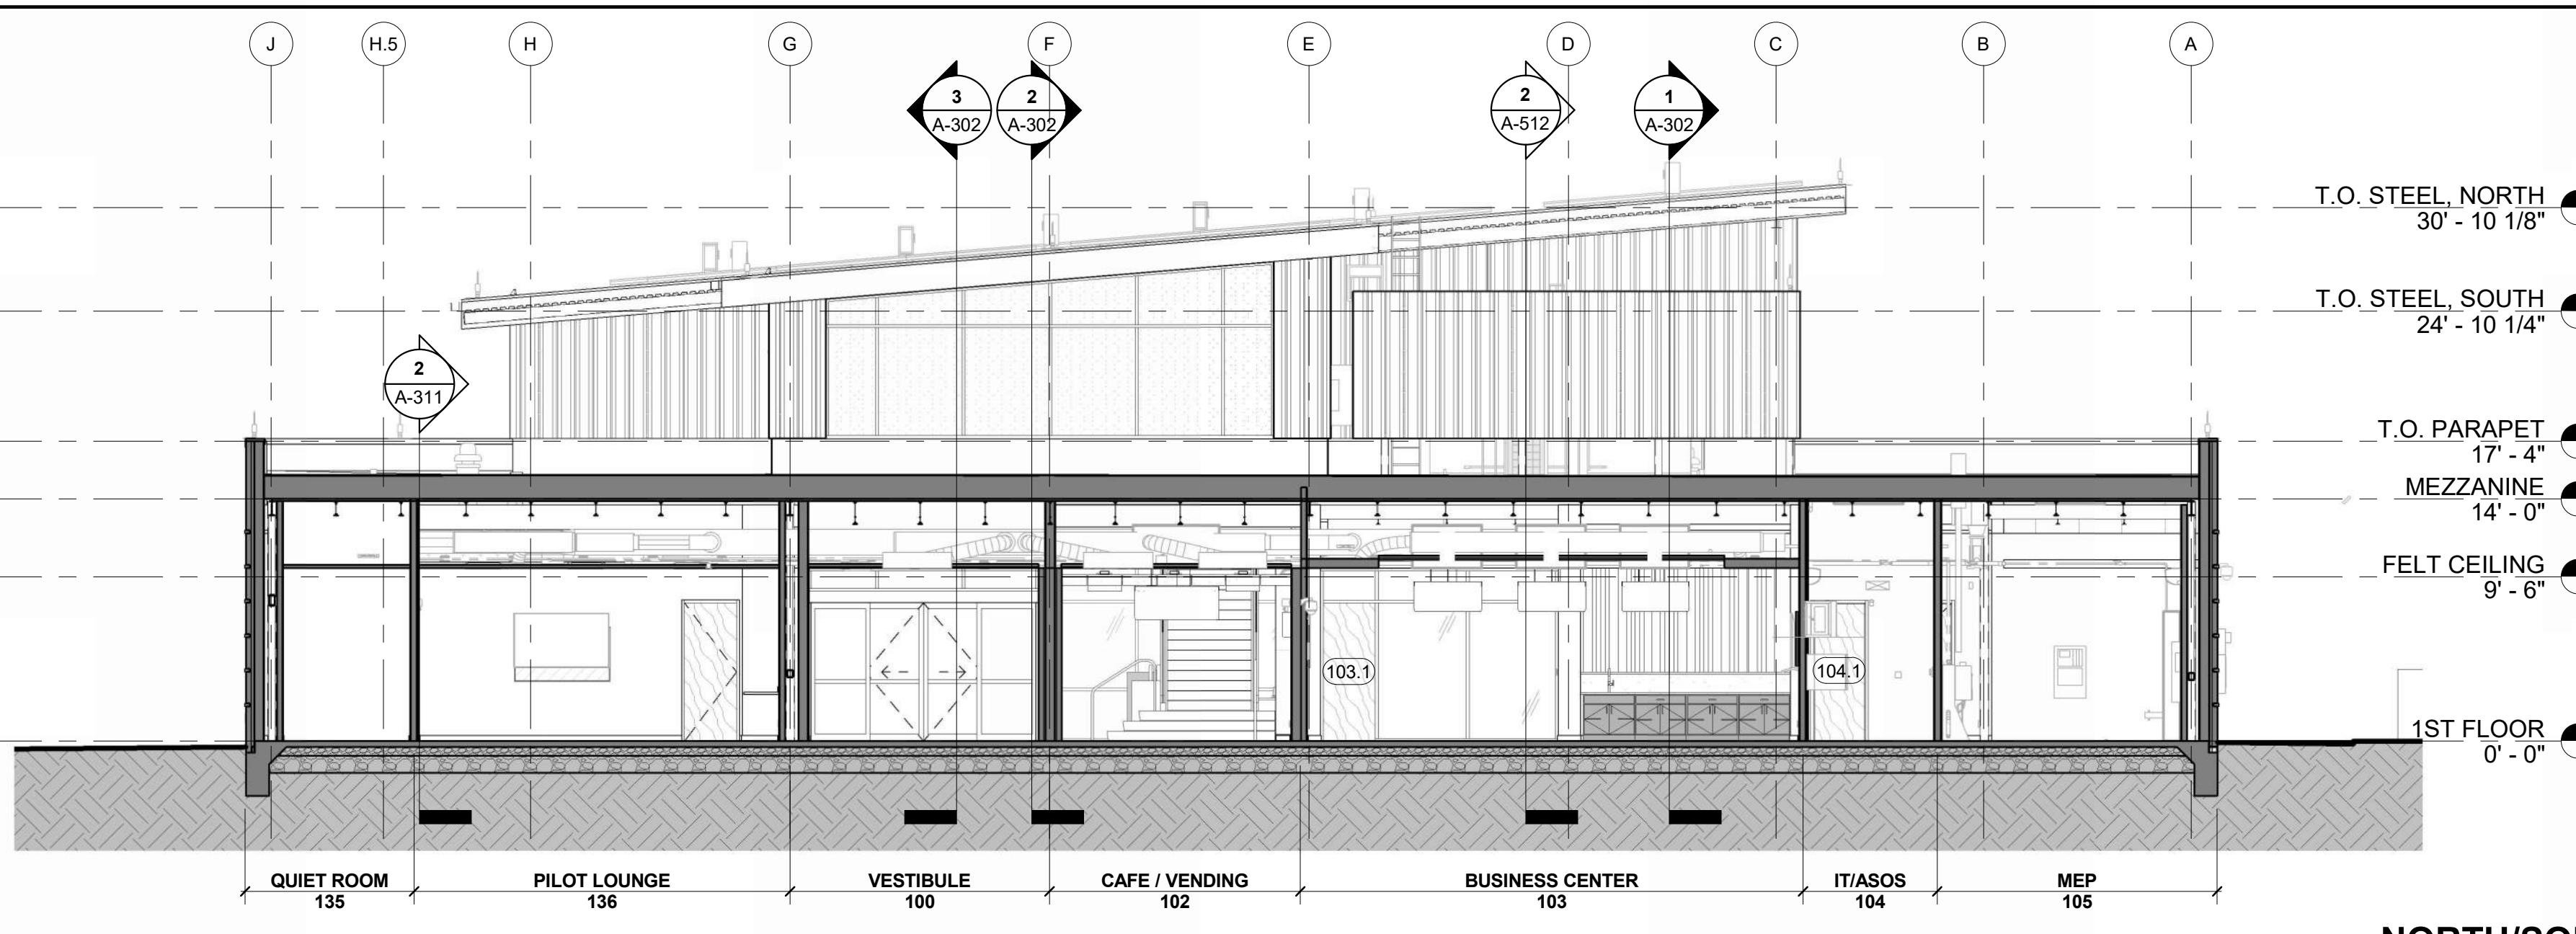 J H.5 H G F E D C B A
3
A-302
2
A-302
2
A-512
1
A-302
T.O. STEEL, NORTH
30' - 10 1/8"
T.O. STEEL, SOUTH
24' - 10 1/4"
2
A-311
T.O. PARAPET
17' - 4"
MEZZANINE
14' - 0"
FELT CEILING
9' - 6"
103.1 104.1
1ST FLOOR
0' - 0"
QUIET ROOM
135
PILOT LOUNGE
136
VESTIBULE
100
CAFE / VENDING
102
BUSINESS CENTER
103
IT/ASOS
104
MEP
105